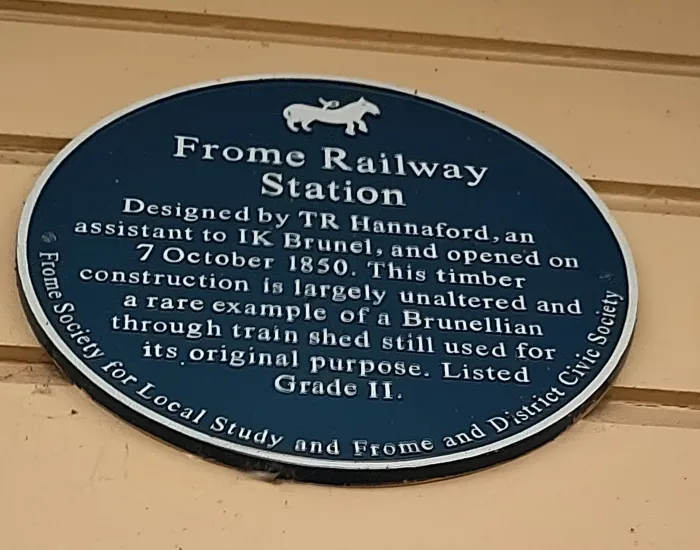 Frome Railway
Station
Designed by TR Hannaford, an
assistant to IK Brunel, and opened on
7 October 1850. This timber
construction is largely unaltered and
a rare example of a Brunellian
through train shed still used for
its original purpose. Listed
Grade II.
Frome Society for Local Study and Frome and District Civic Society